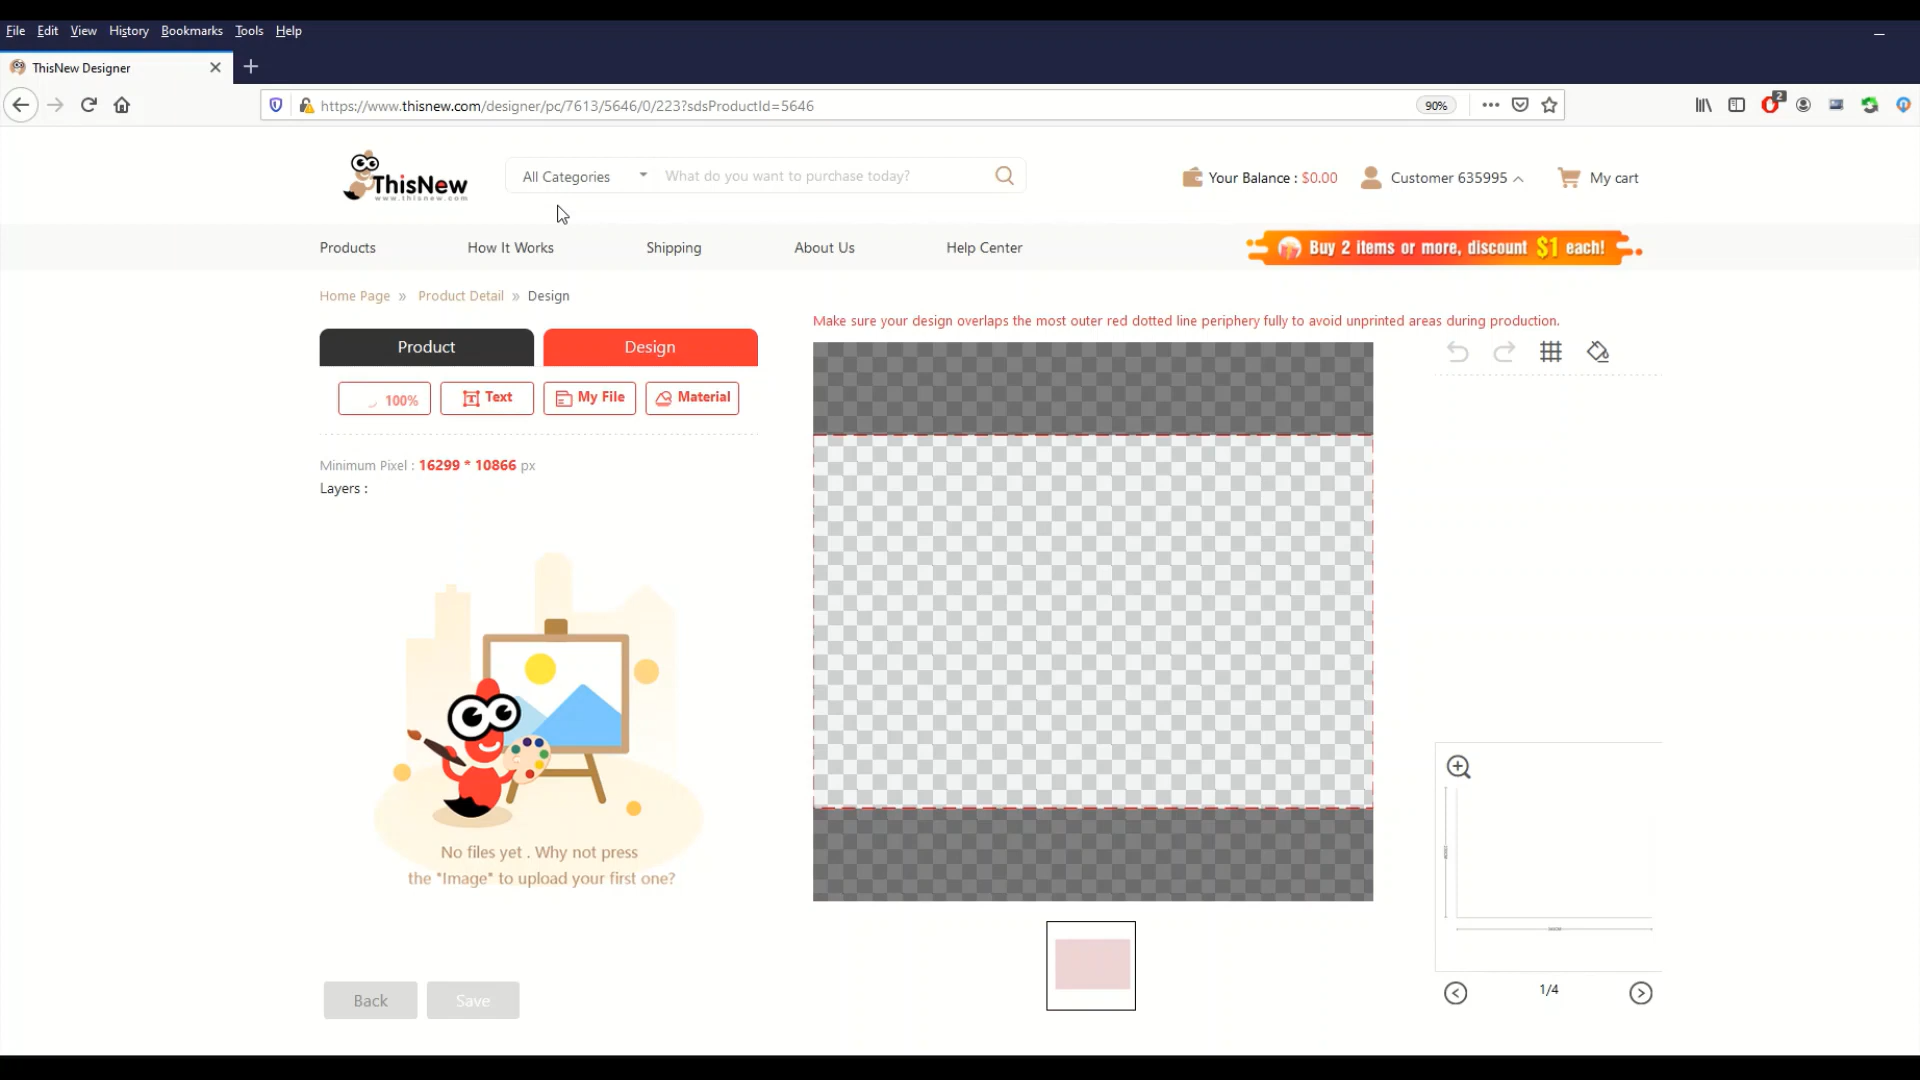 File Edit View History Bookmarks Tools Help
ThisNew Designer
https://www.thisnew.com/designer/pc/7613/5646/0/223?sdsProductId=5646
90%
2
ThisNew
www.thisnew.com
All Categories
What do you want to purchase today?
Your Balance : $0.00
Customer 635995
My cart
Products
How It Works
Shipping
About Us
Help Center
Buy 2 items or more, discount $1 each!
Home Page » Product Detail » Design
Make sure your design overlaps the most outer red dotted line periphery fully to avoid unprinted areas during production.
Product
Design
100%
Text
My File
Material
Minimum Pixel : 16299 * 10866 px
Layers :
No files yet . Why not press
the *Image* to upload your first one?
Back
Save
1/4